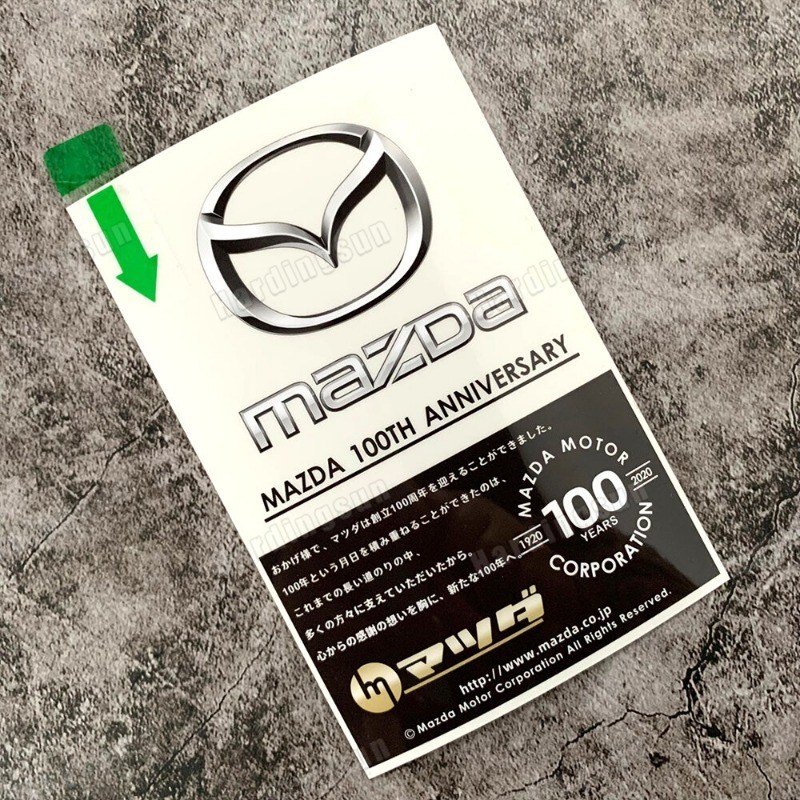 mazda
MAZDA 100TH ANNIVERSARY
おかげ様で、マツダは創立100周年を迎えることができました。
100年という月日を積み重ねることができたのは、
これまでの長い道のりの中、
多くの方々に支えていただいたから。
心からの感謝の想いを胸に、新たな100年へ
MAZDA MOTOR
1920
100
YEARS
2020
CORPORATION
m マツダ
http://www.mazda.co.jp
© Mazda Motor Corporation All Rights Reserved.
Hardingsun
Hardingsun
Hardingsun